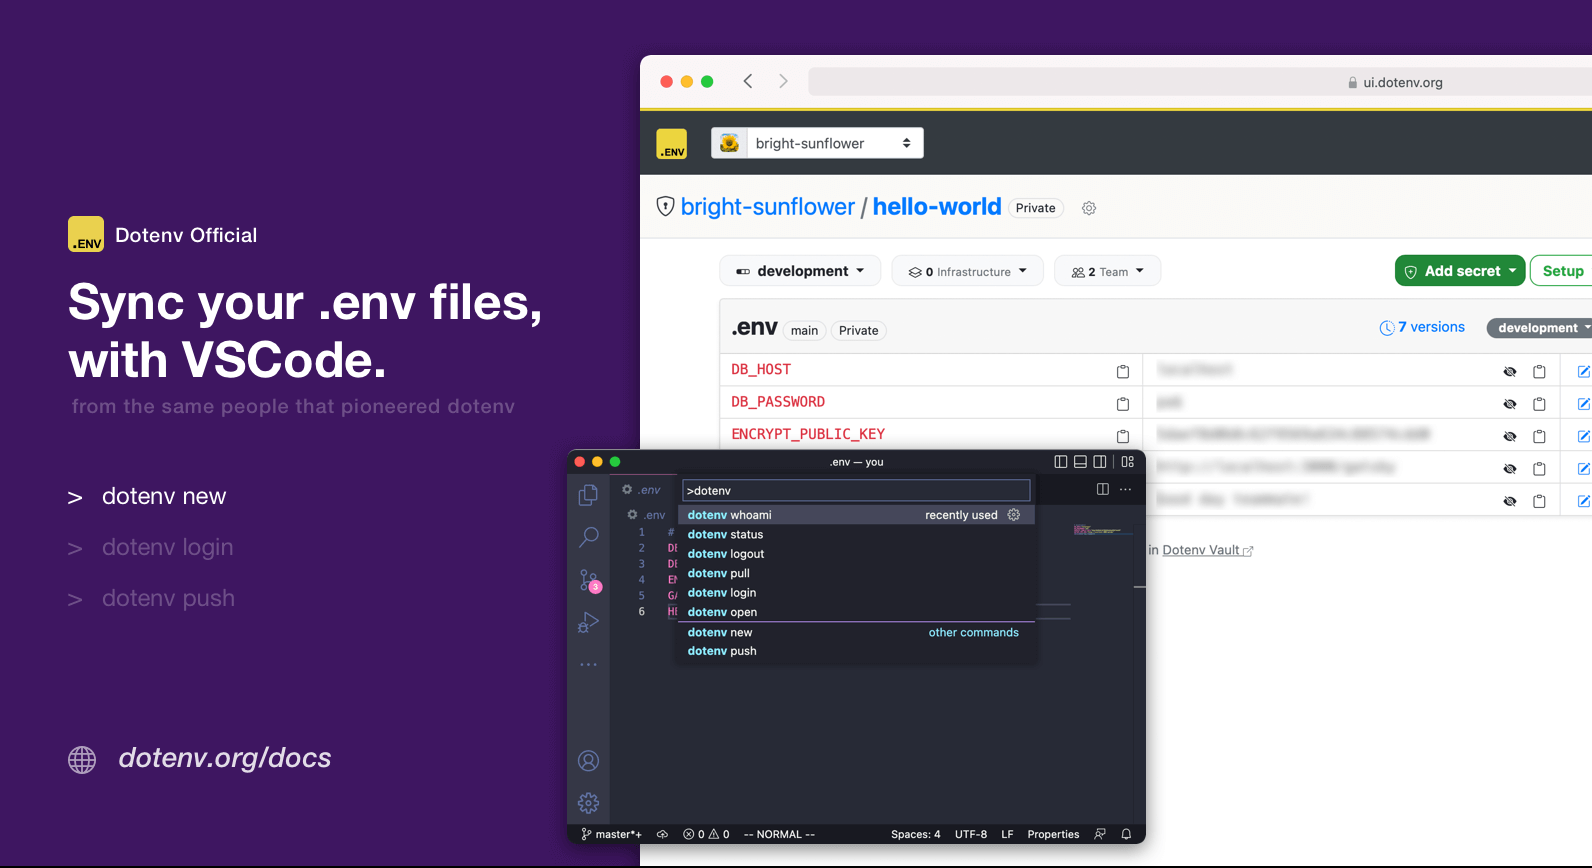 .ENV Dotenv Official
Sync your .env files,
with VSCode.
from the same people that pioneered dotenv
> dotenv new
> dotenv login
> dotenv push
dotenv.org/docs
ui.dotenv.org
.ENV bright-sunflower
bright-sunflower / hello-world Private
development 0 Infrastructure 2 Team Add secret Setup
.env main Private 7 versions development
DB_HOST
DB_PASSWORD
ENCRYPT_PUBLIC_KEY
in Dotenv Vault
.env — you
.env >dotenv
.env dotenv whoami recently used
1 # dotenv status
2 DB dotenv logout
3 DB dotenv pull
4 EN dotenv login
5 GA dotenv open
6 HE
dotenv new other commands
dotenv push
3
master*+ 0 0 -- NORMAL -- Spaces: 4 UTF-8 LF Properties